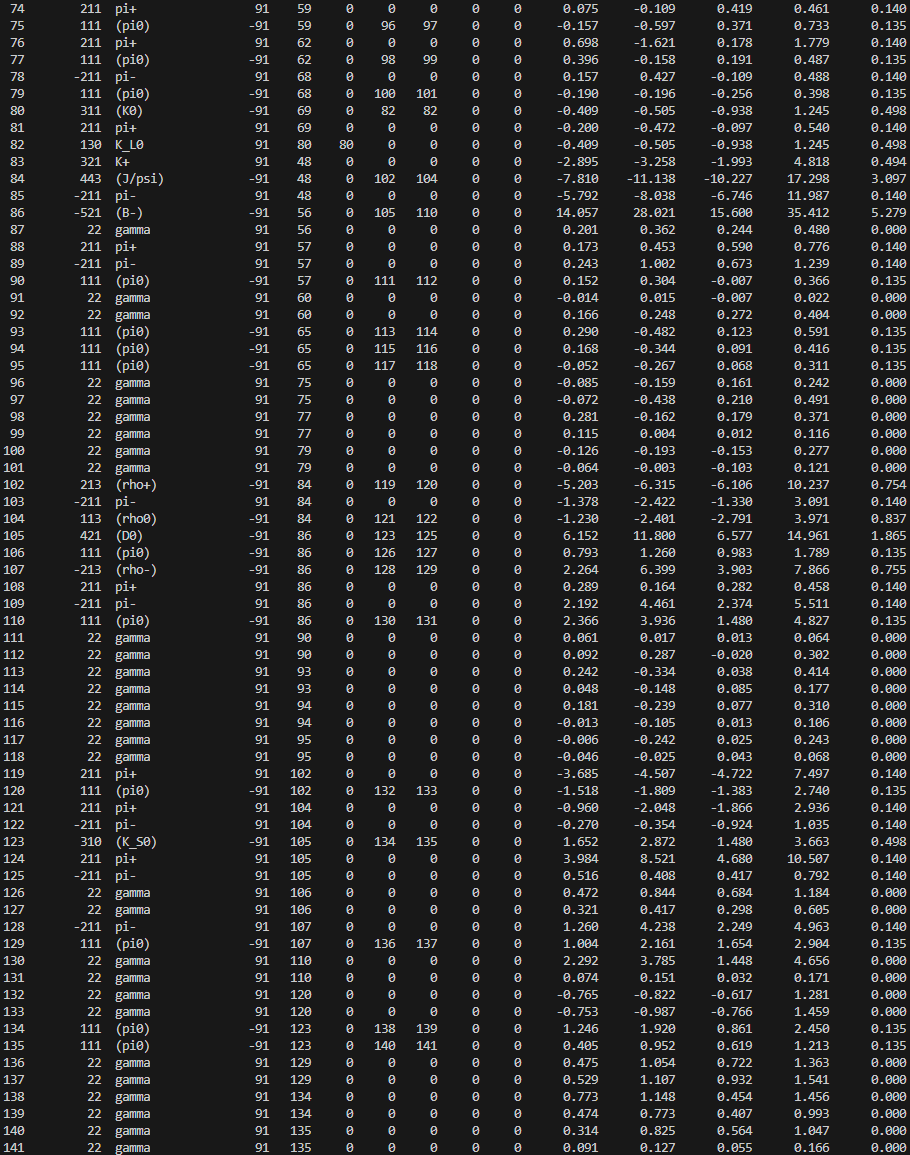 74 211 pi+ 91 59 0 0 0 0 0 0.075 -0.109 0.419 0.461 0.140
75 111 (pi0) -91 59 0 96 97 0 0 -0.157 -0.597 0.371 0.733 0.135
76 211 pi+ 91 62 0 0 0 0 0 0.698 -1.621 0.178 1.779 0.140
77 111 (pi0) -91 62 0 98 99 0 0 0.396 -0.158 0.191 0.487 0.135
78 -211 pi- 91 68 0 0 0 0 0 0.157 0.427 -0.109 0.488 0.140
79 111 (pi0) -91 68 0 100 101 0 0 -0.190 -0.196 -0.256 0.398 0.135
80 311 (K0) -91 69 0 82 82 0 0 -0.409 -0.505 -0.938 1.245 0.498
81 211 pi+ 91 69 0 0 0 0 0 -0.200 -0.472 -0.097 0.540 0.140
82 130 K_L0 91 80 80 0 0 0 0 -0.409 -0.505 -0.938 1.245 0.498
83 321 K+ 91 48 0 0 0 0 0 -2.895 -3.258 -1.993 4.818 0.494
84 443 (J/psi) -91 48 0 102 104 0 0 -7.810 -11.138 -10.227 17.298 3.097
85 -211 pi- 91 48 0 0 0 0 0 -5.792 -8.038 -6.746 11.987 0.140
86 -521 (B-) -91 56 0 105 110 0 0 14.057 28.021 15.600 35.412 5.279
87 22 gamma 91 56 0 0 0 0 0 0.201 0.362 0.244 0.480 0.000
88 211 pi+ 91 57 0 0 0 0 0 0.173 0.453 0.590 0.776 0.140
89 -211 pi- 91 57 0 0 0 0 0 0.243 1.002 0.673 1.239 0.140
90 111 (pi0) -91 57 0 111 112 0 0 0.152 0.304 -0.007 0.366 0.135
91 22 gamma 91 60 0 0 0 0 0 -0.014 0.015 -0.007 0.022 0.000
92 22 gamma 91 60 0 0 0 0 0 0.166 0.248 0.272 0.404 0.000
93 111 (pi0) -91 65 0 113 114 0 0 0.290 -0.482 0.123 0.591 0.135
94 111 (pi0) -91 65 0 115 116 0 0 0.168 -0.344 0.091 0.416 0.135
95 111 (pi0) -91 65 0 117 118 0 0 -0.052 -0.267 0.068 0.311 0.135
96 22 gamma 91 75 0 0 0 0 0 -0.085 -0.159 0.161 0.242 0.000
97 22 gamma 91 75 0 0 0 0 0 -0.072 -0.438 0.210 0.491 0.000
98 22 gamma 91 77 0 0 0 0 0 0.281 -0.162 0.179 0.371 0.000
99 22 gamma 91 77 0 0 0 0 0 0.115 0.004 0.012 0.116 0.000
100 22 gamma 91 79 0 0 0 0 0 -0.126 -0.193 -0.153 0.277 0.000
101 22 gamma 91 79 0 0 0 0 0 -0.064 -0.003 -0.103 0.121 0.000
102 213 (rho+) -91 84 0 119 120 0 0 -5.203 -6.315 -6.106 10.237 0.754
103 -211 pi- 91 84 0 0 0 0 0 -1.378 -2.422 -1.330 3.091 0.140
104 113 (rho0) -91 84 0 121 122 0 0 -1.230 -2.401 -2.791 3.971 0.837
105 421 (D0) -91 86 0 123 125 0 0 6.152 11.800 6.577 14.961 1.865
106 111 (pi0) -91 86 0 126 127 0 0 0.793 1.260 0.983 1.789 0.135
107 -213 (rho-) -91 86 0 128 129 0 0 2.264 6.399 3.903 7.866 0.755
108 211 pi+ 91 86 0 0 0 0 0 0.289 0.164 0.282 0.458 0.140
109 -211 pi- 91 86 0 0 0 0 0 2.192 4.461 2.374 5.511 0.140
110 111 (pi0) -91 86 0 130 131 0 0 2.366 3.936 1.480 4.827 0.135
111 22 gamma 91 90 0 0 0 0 0 0.061 0.017 0.013 0.064 0.000
112 22 gamma 91 90 0 0 0 0 0 0.092 0.287 -0.020 0.302 0.000
113 22 gamma 91 93 0 0 0 0 0 0.242 -0.334 0.038 0.414 0.000
114 22 gamma 91 93 0 0 0 0 0 0.048 -0.148 0.085 0.177 0.000
115 22 gamma 91 94 0 0 0 0 0 0.181 -0.239 0.077 0.310 0.000
116 22 gamma 91 94 0 0 0 0 0 -0.013 -0.105 0.013 0.106 0.000
117 22 gamma 91 95 0 0 0 0 0 -0.006 -0.242 0.025 0.243 0.000
118 22 gamma 91 95 0 0 0 0 0 -0.046 -0.025 0.043 0.068 0.000
119 211 pi+ 91 102 0 0 0 0 0 -3.685 -4.507 -4.722 7.497 0.140
120 111 (pi0) -91 102 0 132 133 0 0 -1.518 -1.809 -1.383 2.740 0.135
121 211 pi+ 91 104 0 0 0 0 0 -0.960 -2.048 -1.866 2.936 0.140
122 -211 pi- 91 104 0 0 0 0 0 -0.270 -0.354 -0.924 1.035 0.140
123 310 (K_S0) -91 105 0 134 135 0 0 1.652 2.872 1.480 3.663 0.498
124 211 pi+ 91 105 0 0 0 0 0 3.984 8.521 4.680 10.507 0.140
125 -211 pi- 91 105 0 0 0 0 0 0.516 0.408 0.417 0.792 0.140
126 22 gamma 91 106 0 0 0 0 0 0.472 0.844 0.684 1.184 0.000
127 22 gamma 91 106 0 0 0 0 0 0.321 0.417 0.298 0.605 0.000
128 -211 pi- 91 107 0 0 0 0 0 1.260 4.238 2.249 4.963 0.140
129 111 (pi0) -91 107 0 136 137 0 0 1.004 2.161 1.654 2.904 0.135
130 22 gamma 91 110 0 0 0 0 0 2.292 3.785 1.448 4.656 0.000
131 22 gamma 91 110 0 0 0 0 0 0.074 0.151 0.032 0.171 0.000
132 22 gamma 91 120 0 0 0 0 0 -0.765 -0.822 -0.617 1.281 0.000
133 22 gamma 91 120 0 0 0 0 0 -0.753 -0.987 -0.766 1.459 0.000
134 111 (pi0) -91 123 0 138 139 0 0 1.246 1.920 0.861 2.450 0.135
135 111 (pi0) -91 123 0 140 141 0 0 0.405 0.952 0.619 1.213 0.135
136 22 gamma 91 129 0 0 0 0 0 0.475 1.054 0.722 1.363 0.000
137 22 gamma 91 129 0 0 0 0 0 0.529 1.107 0.932 1.541 0.000
138 22 gamma 91 134 0 0 0 0 0 0.773 1.148 0.454 1.456 0.000
139 22 gamma 91 134 0 0 0 0 0 0.474 0.773 0.407 0.993 0.000
140 22 gamma 91 135 0 0 0 0 0 0.314 0.825 0.564 1.047 0.000
141 22 gamma 91 135 0 0 0 0 0 0.091 0.127 0.055 0.166 0.000